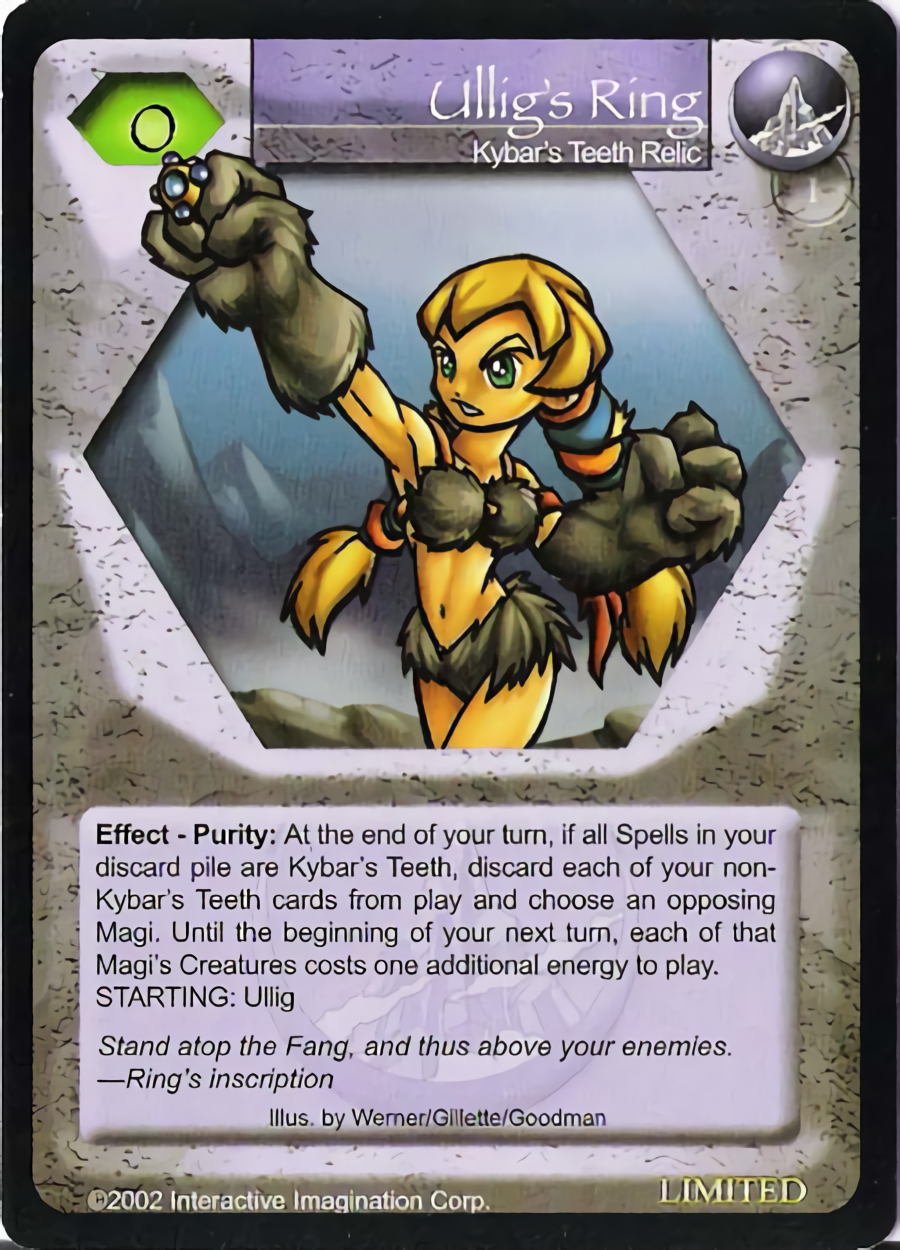 0
Ullig's Ring
Kybar's Teeth Relic
1
Effect - Purity: At the end of your turn, if all Spells in your
discard pile are Kybar's Teeth, discard each of your non-
Kybar's Teeth cards from play and choose an opposing
Magi. Until the beginning of your next turn, each of that
Magi's Creatures costs one additional energy to play.
STARTING: Ullig
Stand atop the Fang, and thus above your enemies.
—Ring's inscription
Illus. by Werner/Gillette/Goodman
©2002 Interactive Imagination Corp.
LIMITED